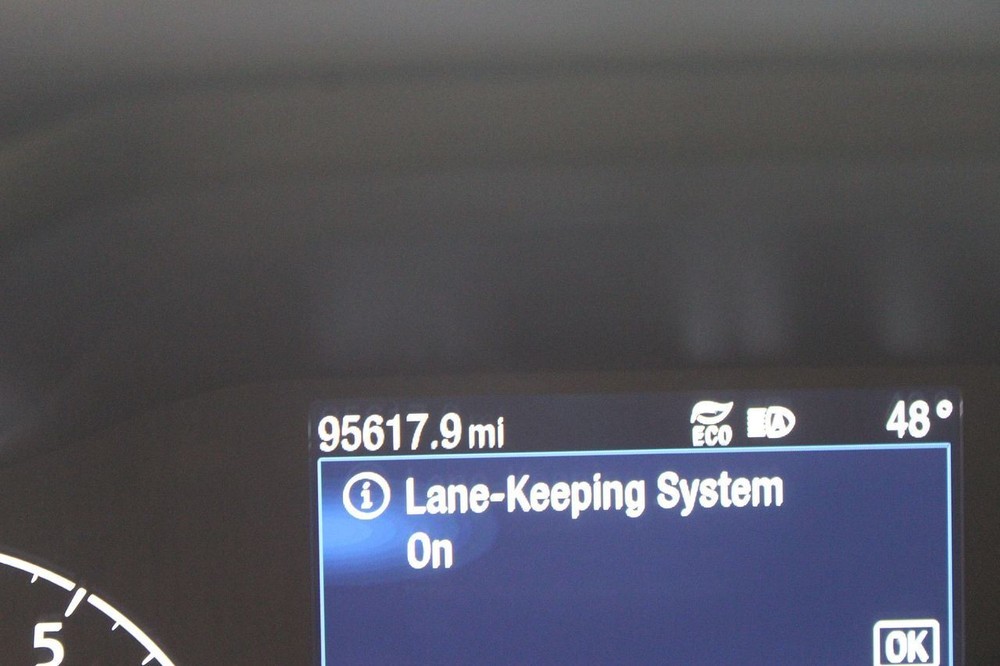 95617.9 mi ECO A 48°
i Lane-Keeping System
On
OK
5